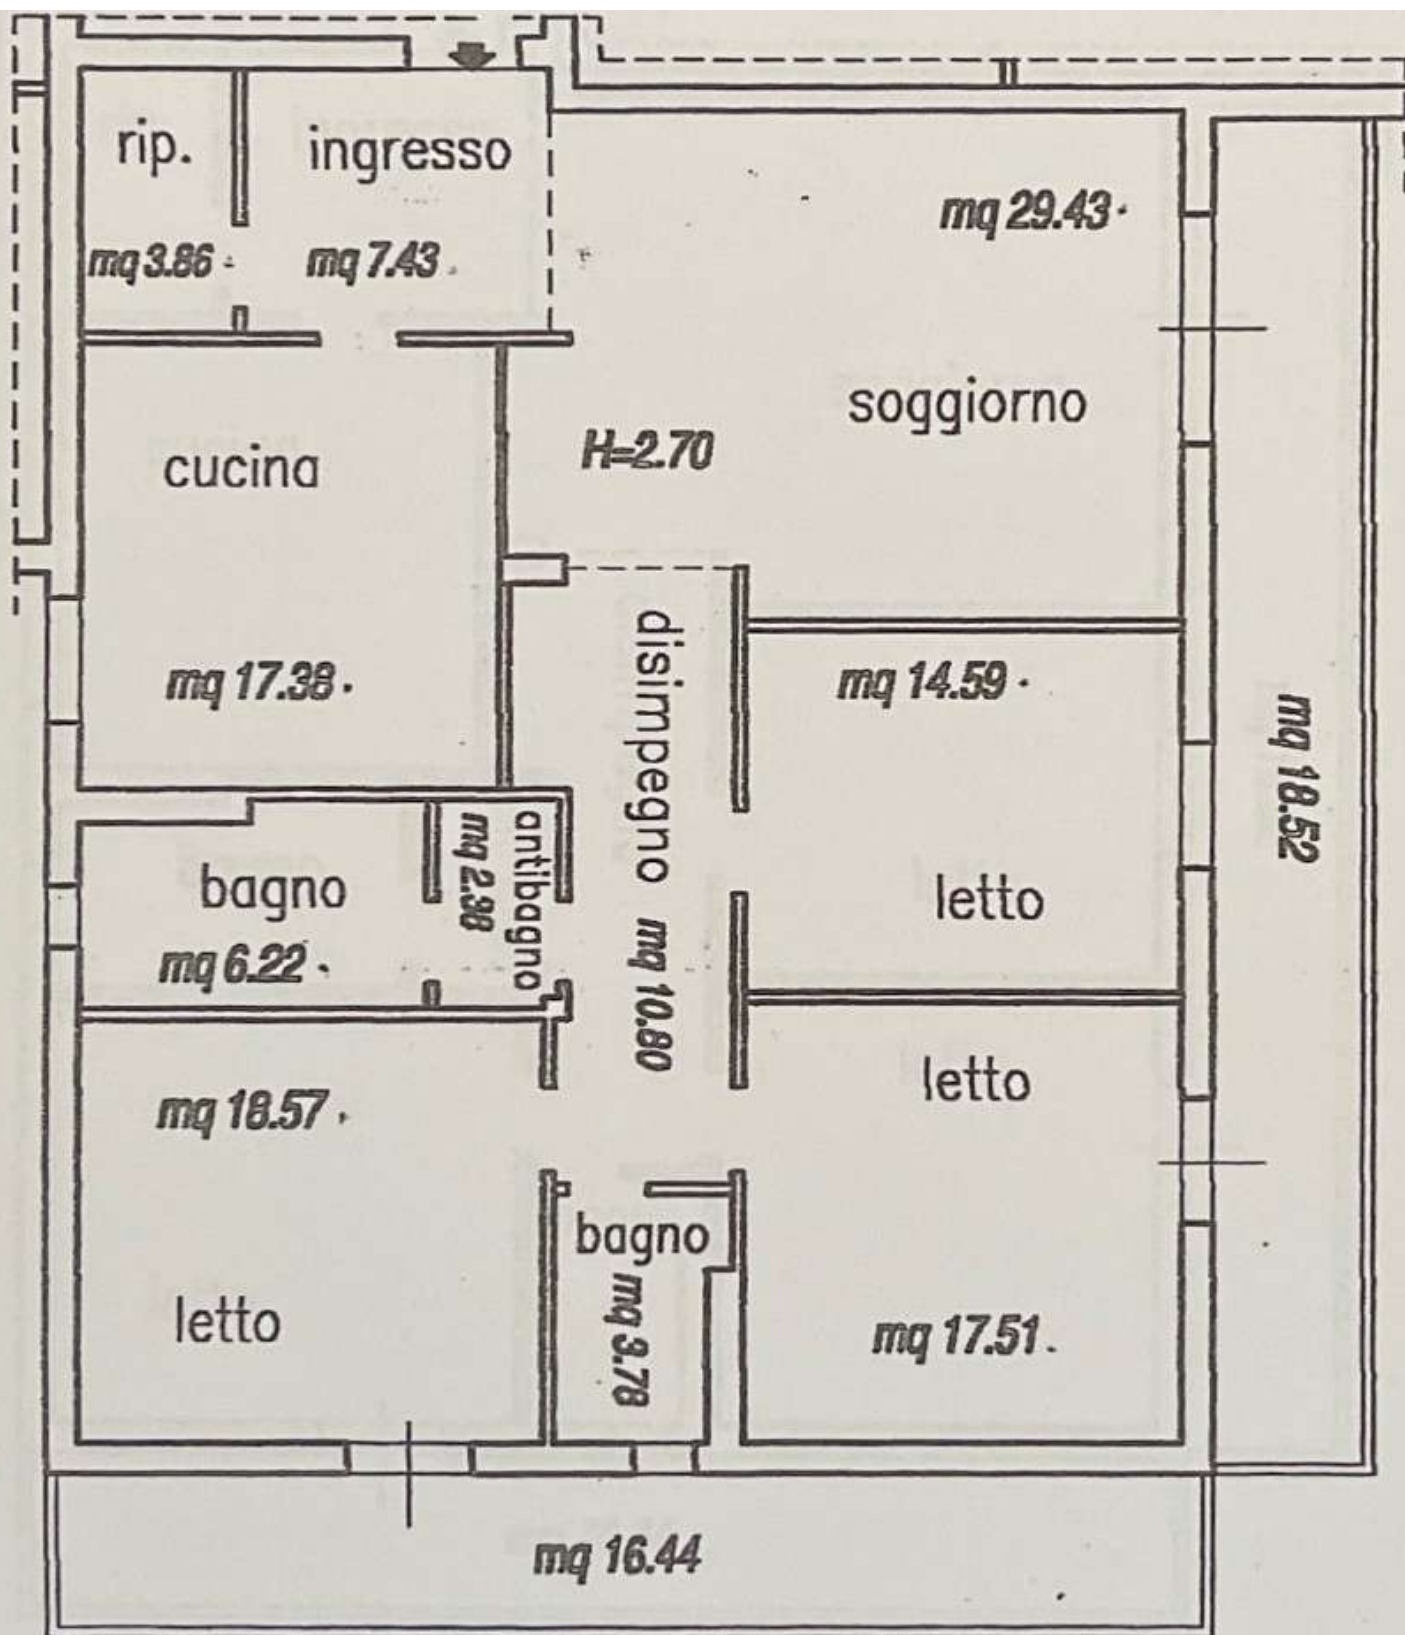 rip.
ingresso
mq 3.86
mq 7.43
mq 29.43
soggiorno
H=2.70
cucina
mq 17.38
disimpegno mq 10.80
mq 14.59
letto
mq 18.52
antibagno
mq 2.38
bagno
mq 6.22
letto
mq 18.57
letto
bagno
mq 3.78
mq 17.51
mq 16.44